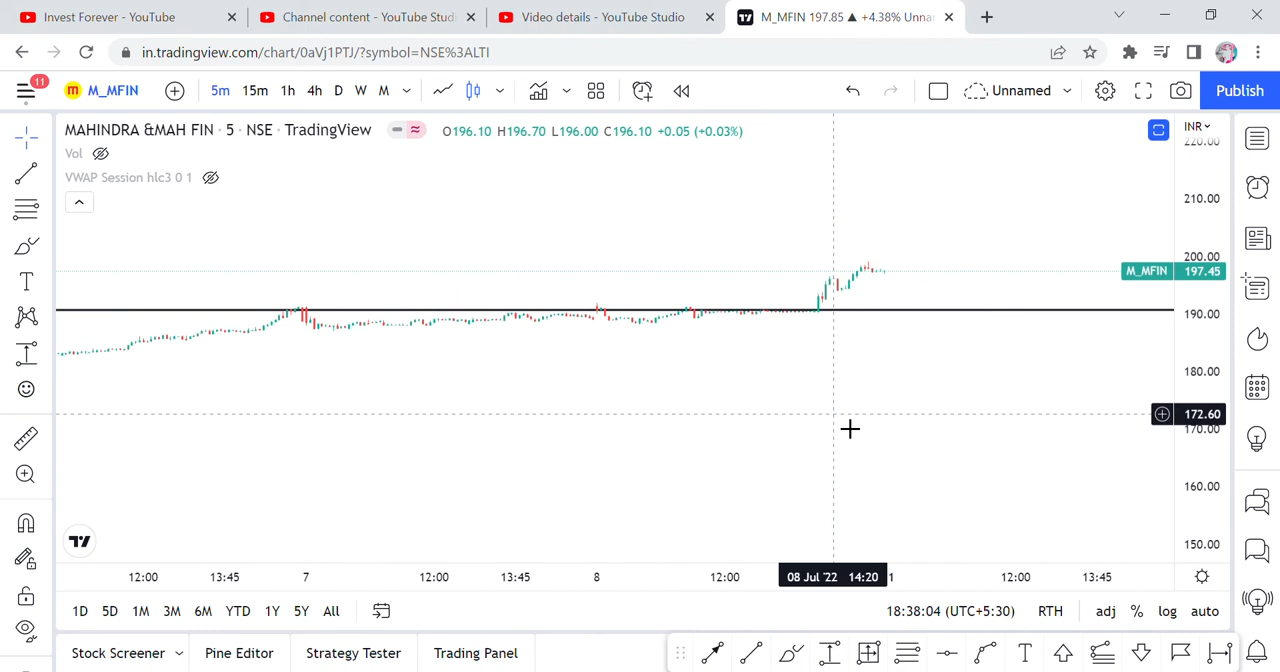 Invest Forever - YouTube
Channel content - YouTube Studi
Video details - YouTube Studio
M_MFIN 197.85 ▲ +4.38% Unna
in.tradingview.com/chart/0aVj1PTJ/?symbol=NSE%3ALTI
11
m M_MFIN
5m 15m 1h 4h D W M
Unnamed
Publish
MAHINDRA &MAH FIN · 5 · NSE · TradingView
O196.10 H196.70 L196.00 C196.10 +0.05 (+0.03%)
INR
Vol
VWAP Session hlc3 0 1
220.00
210.00
200.00
M_MFIN 197.45
190.00
180.00
172.60
170.00
160.00
150.00
12:00 13:45 7 12:00 13:45 8 12:00 08 Jul '22 14:20 1 12:00 13:45
1D 5D 1M 3M 6M YTD 1Y 5Y All
18:38:04 (UTC+5:30) RTH adj % log auto
Stock Screener Pine Editor Strategy Tester Trading Panel